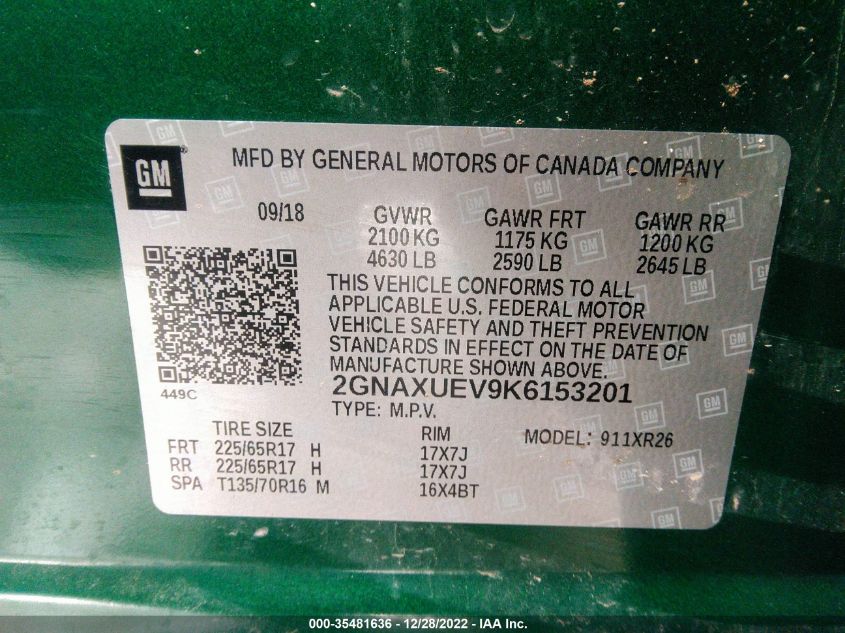 GM
MFD BY GENERAL MOTORS OF CANADA COMPANY
09/18 GVWR GAWR FRT GAWR RR
2100 KG 1175 KG 1200 KG
4630 LB 2590 LB 2645 LB
THIS VEHICLE CONFORMS TO ALL
APPLICABLE U.S. FEDERAL MOTOR
VEHICLE SAFETY AND THEFT PREVENTION
STANDARDS IN EFFECT ON THE DATE OF
MANUFACTURE SHOWN ABOVE.
449C 2GNAXUEV9K6153201
TYPE: M.P.V.
TIRE SIZE RIM MODEL: 911XR26
FRT 225/65R17 H 17X7J
RR 225/65R17 H 17X7J
SPA T135/70R16 M 16X4BT
000-35481636 - 12/28/2022 - IAA Inc.